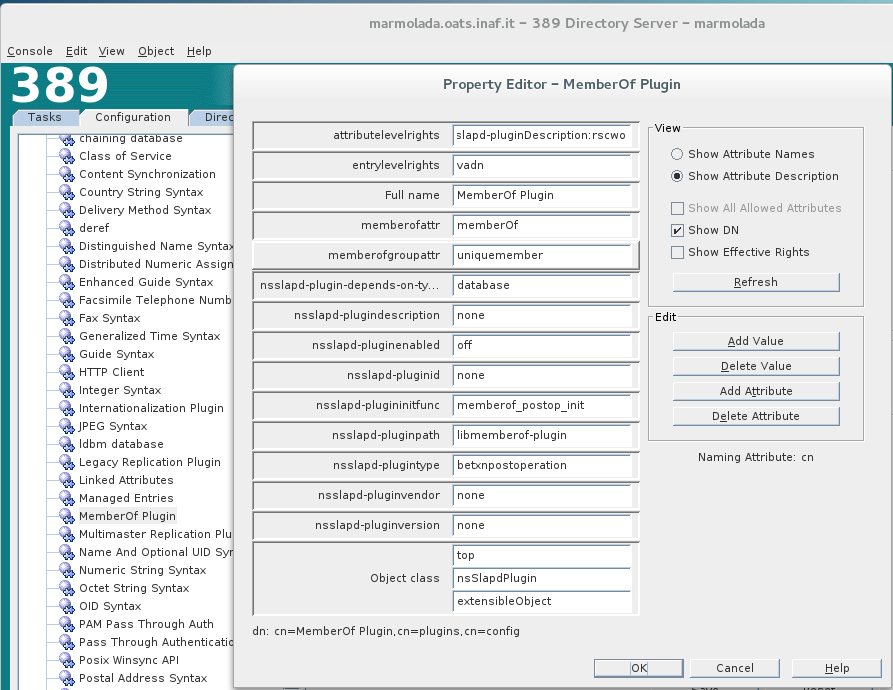 marmolada.oats.inaf.it – 389 Directory Server – marmolada
Console Edit View Object Help
389
Tasks Configuration Direc
chaining database
Class of Service
Content Synchronization
Country String Syntax
Delivery Method Syntax
deref
Distinguished Name Syntax
Distributed Numeric Assign
Enhanced Guide Syntax
Facsimile Telephone Numb
Fax Syntax
Generalized Time Syntax
Guide Syntax
HTTP Client
Integer Syntax
Internationalization Plugin
JPEG Syntax
ldbm database
Legacy Replication Plugin
Linked Attributes
Managed Entries
MemberOf Plugin
Multimaster Replication Plu
Name And Optional UID Syn
Numeric String Syntax
Octet String Syntax
OID Syntax
PAM Pass Through Auth
Pass Through Authenticatio
Posix Winsync API
Postal Address Syntax
Property Editor – MemberOf Plugin
attributelevelrights slapd-pluginDescription:rscwo
entrylevelrights vadn
Full name MemberOf Plugin
memberofattr memberOf
memberofgroupattr uniquemember
nsslapd-plugin-depends-on-ty... database
nsslapd-plugindescription none
nsslapd-pluginenabled off
nsslapd-pluginid none
nsslapd-plugininitfunc memberof_postop_init
nsslapd-pluginpath libmemberof-plugin
nsslapd-plugintype betxnpostoperation
nsslapd-pluginvendor none
nsslapd-pluginversion none
Object class top
nsSlapdPlugin
extensibleObject
dn: cn=MemberOf Plugin,cn=plugins,cn=config
View
Show Attribute Names
Show Attribute Description
Show All Allowed Attributes
Show DN
Show Effective Rights
Refresh
Edit
Add Value
Delete Value
Add Attribute
Delete Attribute
Naming Attribute: cn
OK Cancel Help